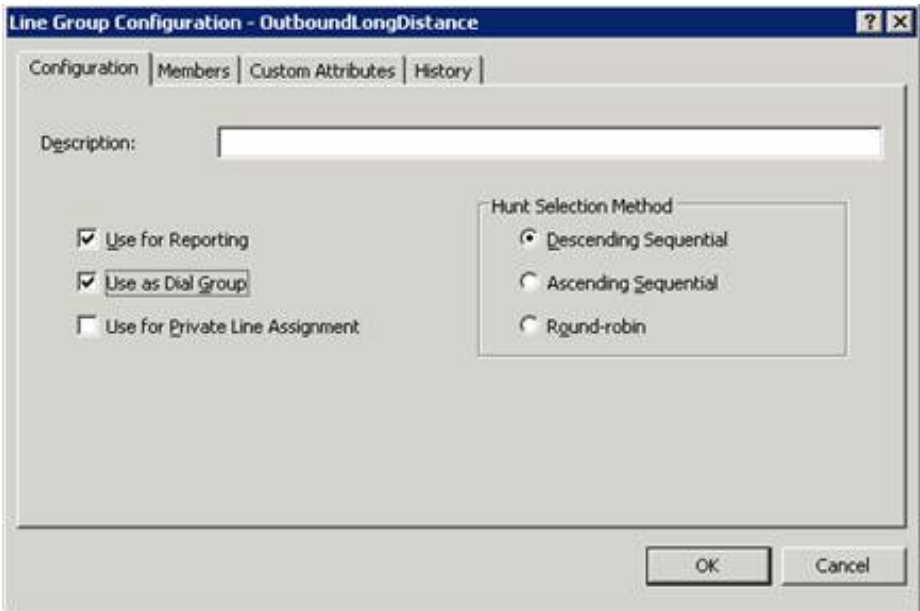 Line Group Configuration - OutboundLongDistance
Configuration Members Custom Attributes History
Description:
Hunt Selection Method
Use for Reporting Descending Sequential
Use as Dial Group Ascending Sequential
Use for Private Line Assignment Round-robin
OK Cancel